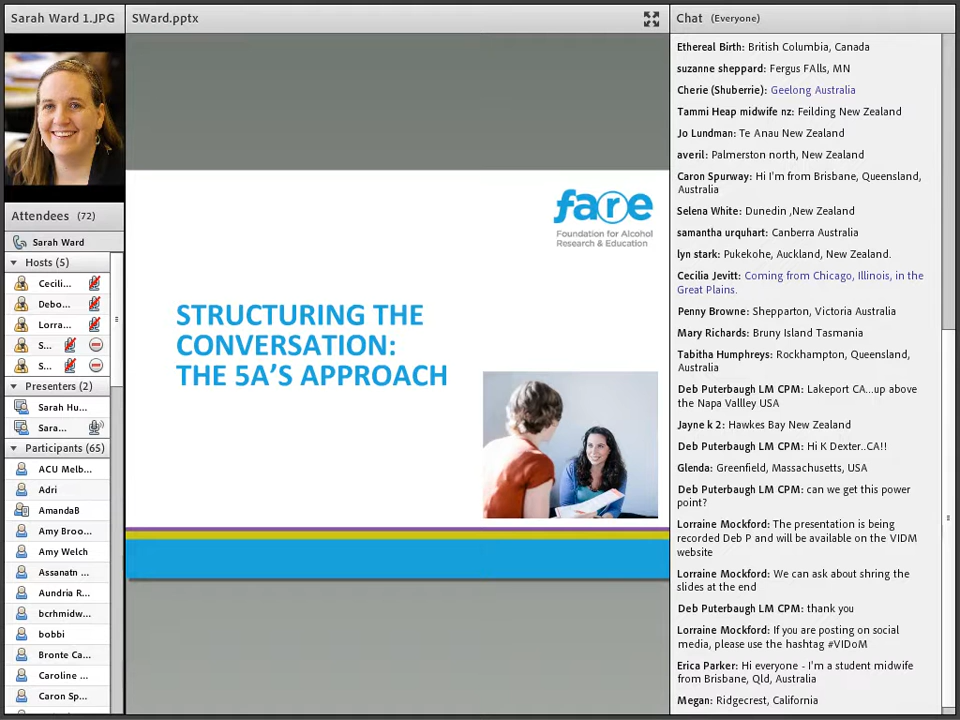 Sarah Ward 1.JPG
SWard.pptx
Chat (Everyone)
Attendees (72)
Sarah Ward
Hosts (5)
Cecili...
Debo...
Lorra...
S...
S...
Presenters (2)
Sarah Hu...
Sara...
Participants (65)
ACU Melb...
Adri
AmandaB
Amy Broo...
Amy Welch
Assanatn ...
Aundria R...
bcrhmidw...
bobbi
Bronte Ca...
Caroline ...
Caron Sp...
fare
Foundation for Alcohol
Research & Education
STRUCTURING THE
CONVERSATION:
THE 5A’S APPROACH
Ethereal Birth: British Columbia, Canada
suzanne sheppard: Fergus FAlls, MN
Cherie (Shuberrie): Geelong Australia
Tammi Heap midwife nz: Feilding New Zealand
Jo Lundman: Te Anau New Zealand
averil: Palmerston north, New Zealand
Caron Spurway: Hi I'm from Brisbane, Queensland,
Australia
Selena White: Dunedin ,New Zealand
samantha urquhart: Canberra Australia
lyn stark: Pukekohe, Auckland, New Zealand.
Cecilia Jevitt: Coming from Chicago, Illinois, in the
Great Plains.
Penny Browne: Shepparton, Victoria Australia
Mary Richards: Bruny Island Tasmania
Tabitha Humphreys: Rockhampton, Queensland,
Australia
Deb Puterbaugh LM CPM: Lakeport CA...up above
the Napa Vallley USA
Jayne k 2: Hawkes Bay New Zealand
Deb Puterbaugh LM CPM: Hi K Dexter..CA!!
Glenda: Greenfield, Massachusetts, USA
Deb Puterbaugh LM CPM: can we get this power
point?
Lorraine Mockford: The presentation is being
recorded Deb P and will be available on the VIDM
website
Lorraine Mockford: We can ask about shring the
slides at the end
Deb Puterbaugh LM CPM: thank you
Lorraine Mockford: If you are posting on social
media, please use the hashtag #VIDoM
Erica Parker: Hi everyone - I'm a student midwife
from Brisbane, Qld, Australia
Megan: Ridgecrest, California